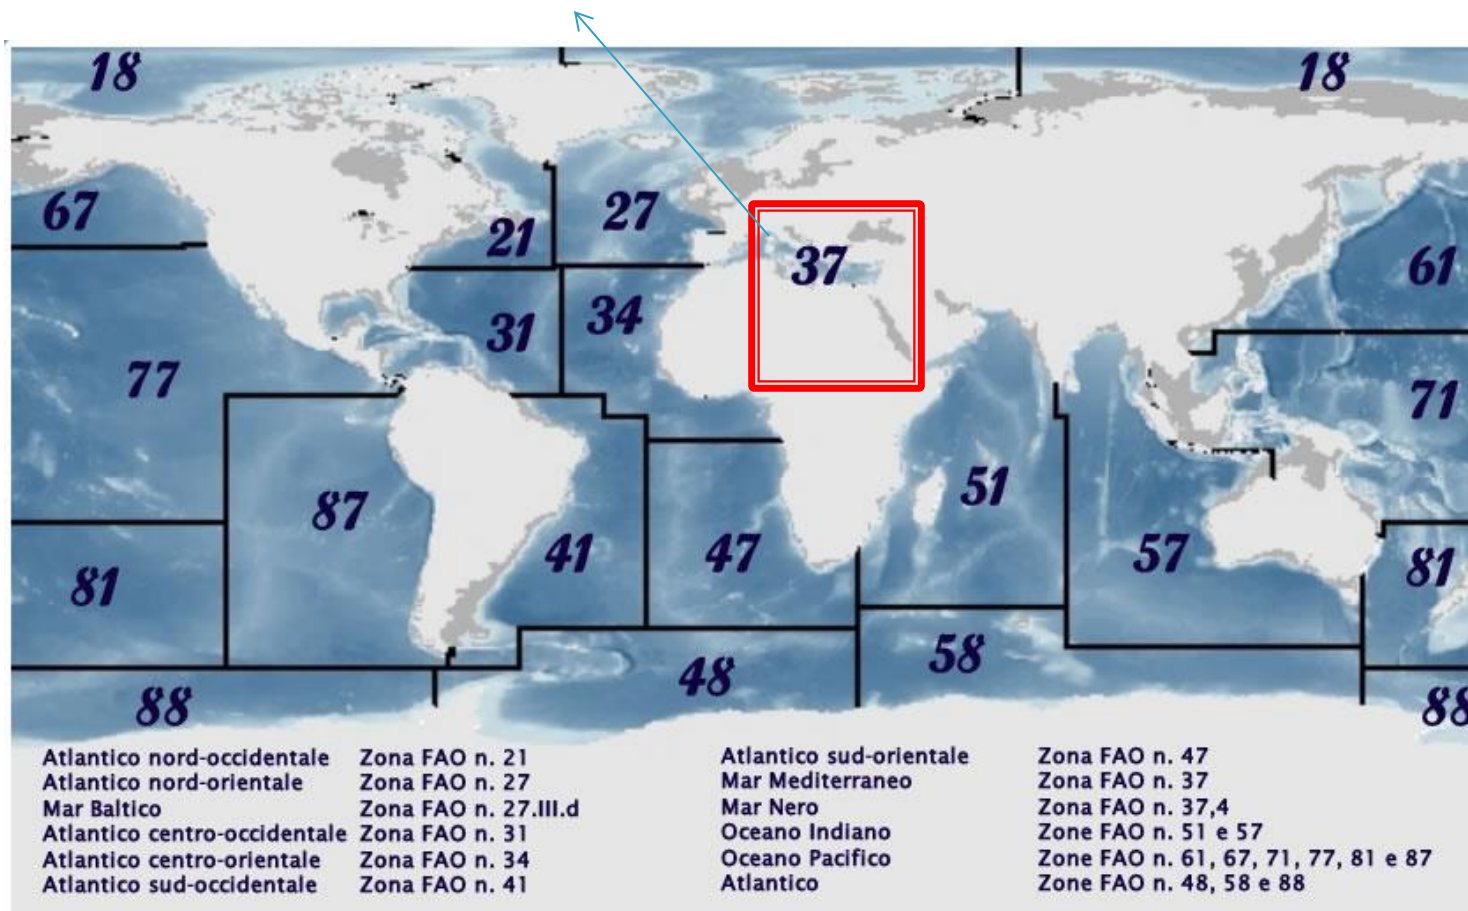 18 18
67 27 21 37 61
31 34
77 71
87 51
41 47 57
81 81
58
48
88 88
Atlantico nord-occidentale Zona FAO n. 21
Atlantico nord-orientale Zona FAO n. 27
Mar Baltico Zona FAO n. 27.III.d
Atlantico centro-occidentale Zona FAO n. 31
Atlantico centro-orientale Zona FAO n. 34
Atlantico sud-occidentale Zona FAO n. 41
Atlantico sud-orientale Zona FAO n. 47
Mar Mediterraneo Zona FAO n. 37
Mar Nero Zona FAO n. 37,4
Oceano Indiano Zone FAO n. 51 e 57
Oceano Pacifico Zone FAO n. 61, 67, 71, 77, 81 e 87
Atlantico Zone FAO n. 48, 58 e 88